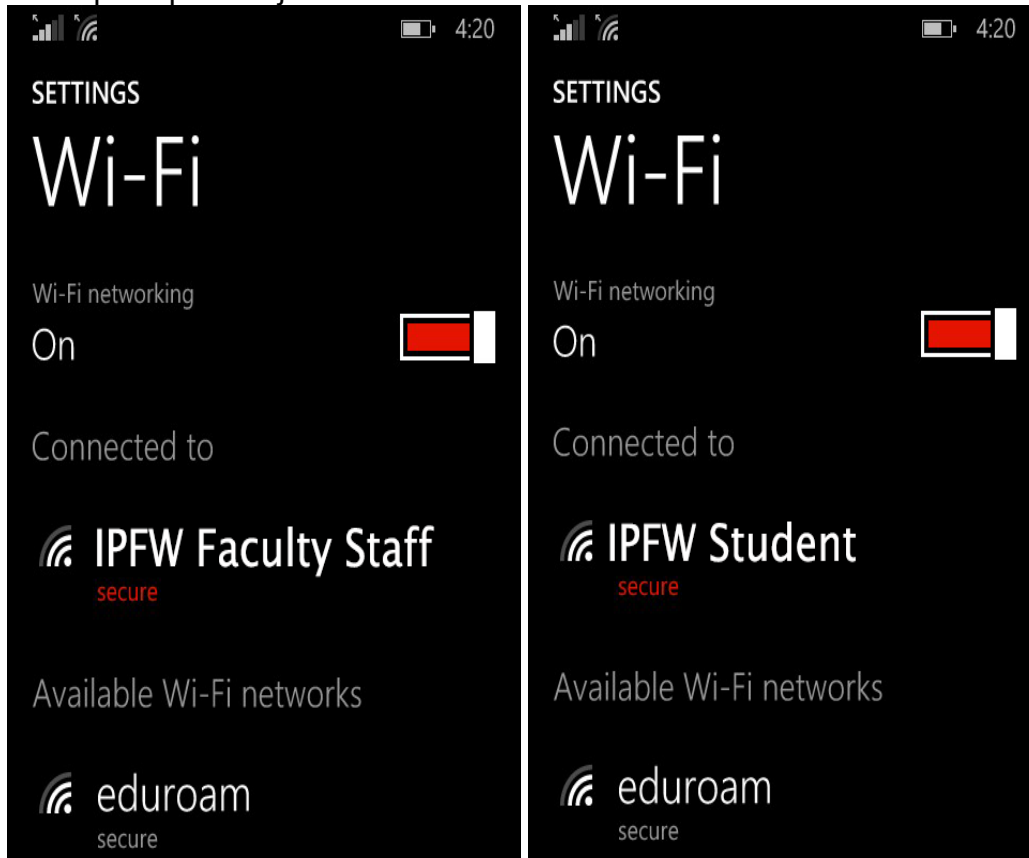 4:20
SETTINGS
Wi-Fi
Wi-Fi networking
On
Connected to
IPFW Faculty Staff
secure
Available Wi-Fi networks
eduroam
secure
4:20
SETTINGS
Wi-Fi
Wi-Fi networking
On
Connected to
IPFW Student
secure
Available Wi-Fi networks
eduroam
secure